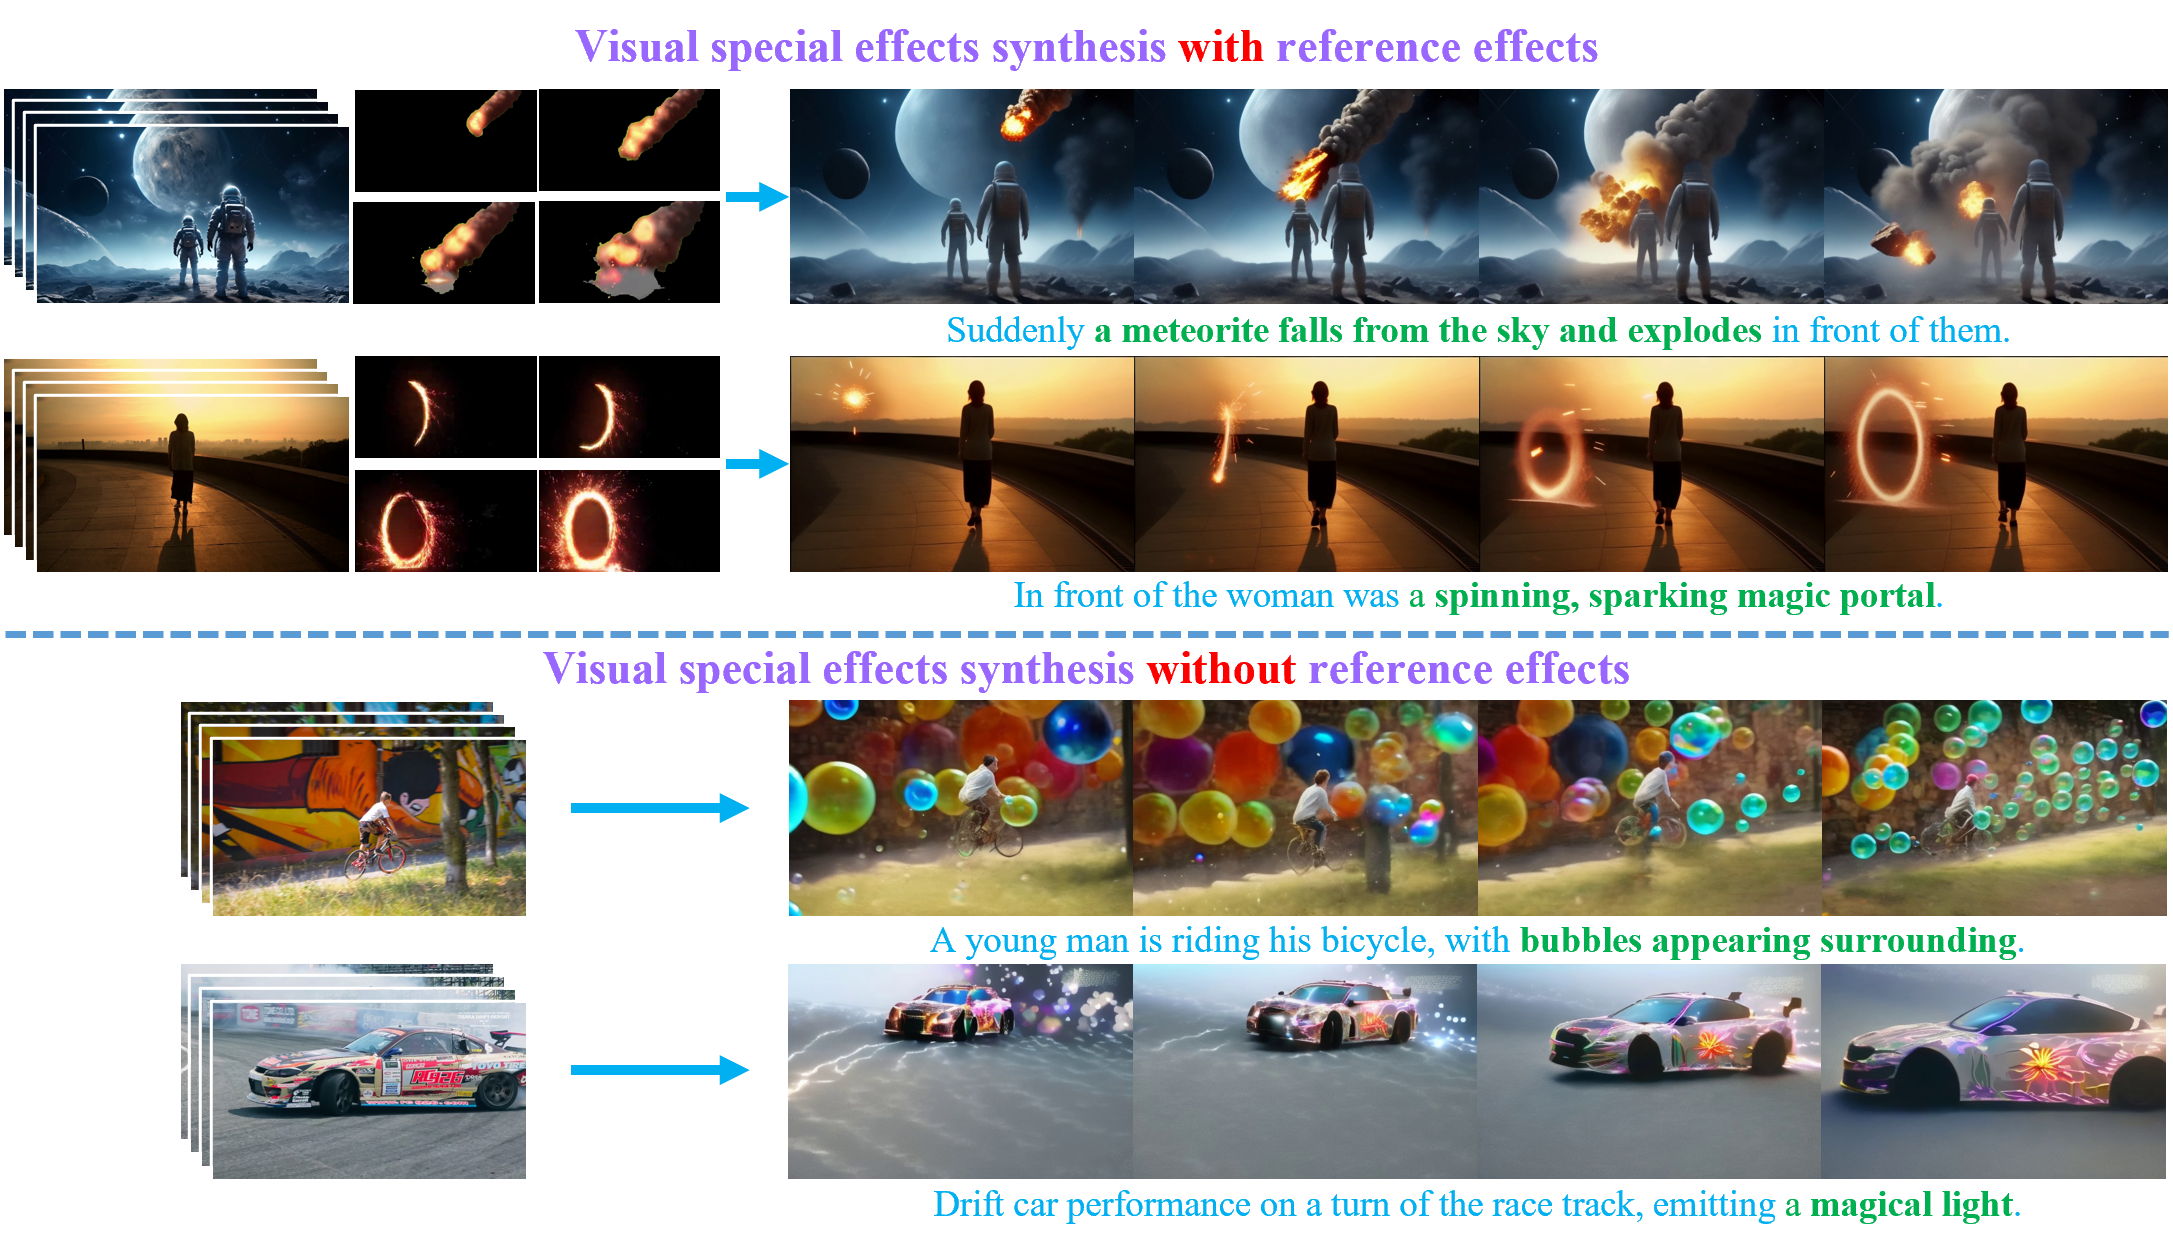 Visual special effects synthesis with reference effects
Suddenly a meteorite falls from the sky and explodes in front of them.
In front of the woman was a spinning, sparking magic portal.
Visual special effects synthesis without reference effects
A young man is riding his bicycle, with bubbles appearing surrounding.
Drift car performance on a turn of the race track, emitting a magical light.